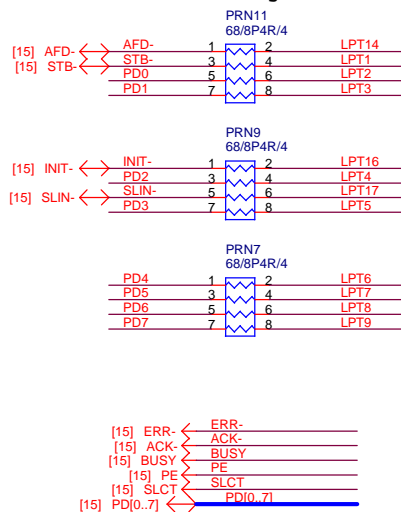 PRN11
68/8P4R/4
[15] AFD- AFD- 1 2 LPT14
[15] STB- STB- 3 4 LPT1
PD0 5 6 LPT2
PD1 7 8 LPT3
PRN9
68/8P4R/4
[15] INIT- INIT- 1 2 LPT16
PD2 3 4 LPT4
[15] SLIN- SLIN- 5 6 LPT17
PD3 7 8 LPT5
PRN7
68/8P4R/4
PD4 1 2 LPT6
PD5 3 4 LPT7
PD6 5 6 LPT8
PD7 7 8 LPT9
[15] ERR- ERR-
[15] ACK- ACK-
[15] BUSY BUSY
[15] PE PE
[15] SLCT SLCT
[15] PD[0..7] PD[0..7]